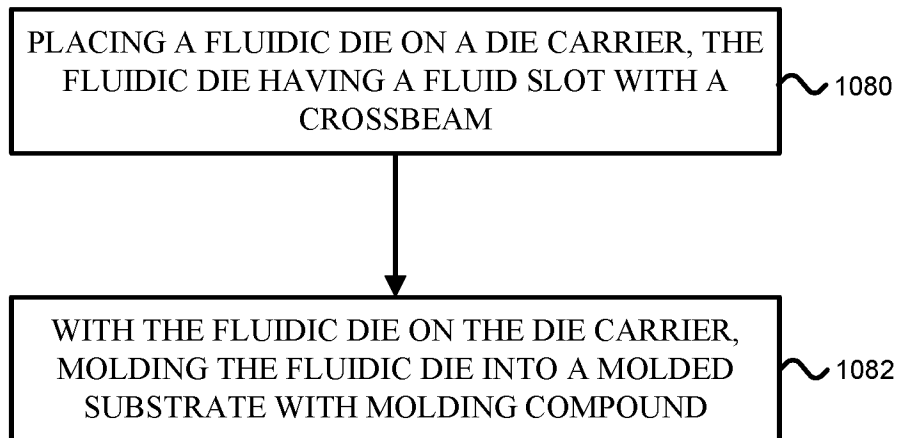 PLACING A FLUIDIC DIE ON A DIE CARRIER, THE
FLUIDIC DIE HAVING A FLUID SLOT WITH A
CROSSBEAM
1080
WITH THE FLUIDIC DIE ON THE DIE CARRIER,
MOLDING THE FLUIDIC DIE INTO A MOLDED
SUBSTRATE WITH MOLDING COMPOUND
1082